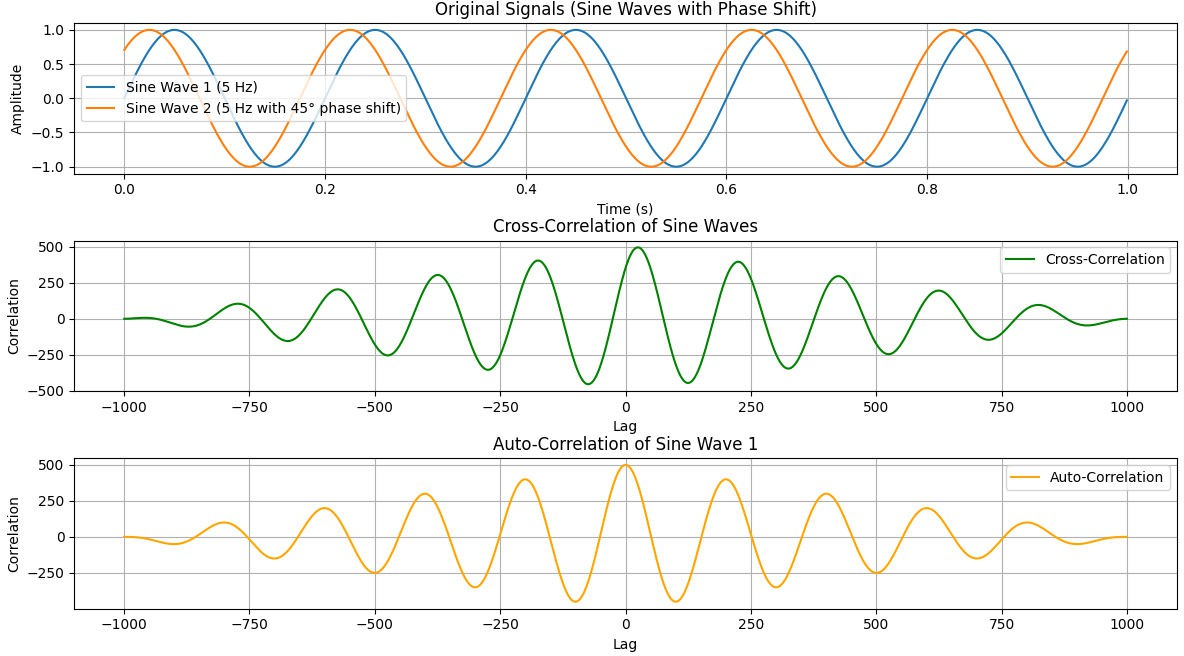 Original Signals (Sine Waves with Phase Shift)
1.0
0.5
0.0
−0.5
−1.0
Amplitude
Sine Wave 1 (5 Hz)
Sine Wave 2 (5 Hz with 45° phase shift)
0.0 0.2 0.4 0.6 0.8 1.0
Time (s)
Cross-Correlation of Sine Waves
500
250
0
−250
−500
Correlation
Cross-Correlation
−1000 −750 −500 −250 0 250 500 750 1000
Lag
Auto-Correlation of Sine Wave 1
500
250
0
−250
Correlation
Auto-Correlation
−1000 −750 −500 −250 0 250 500 750 1000
Lag